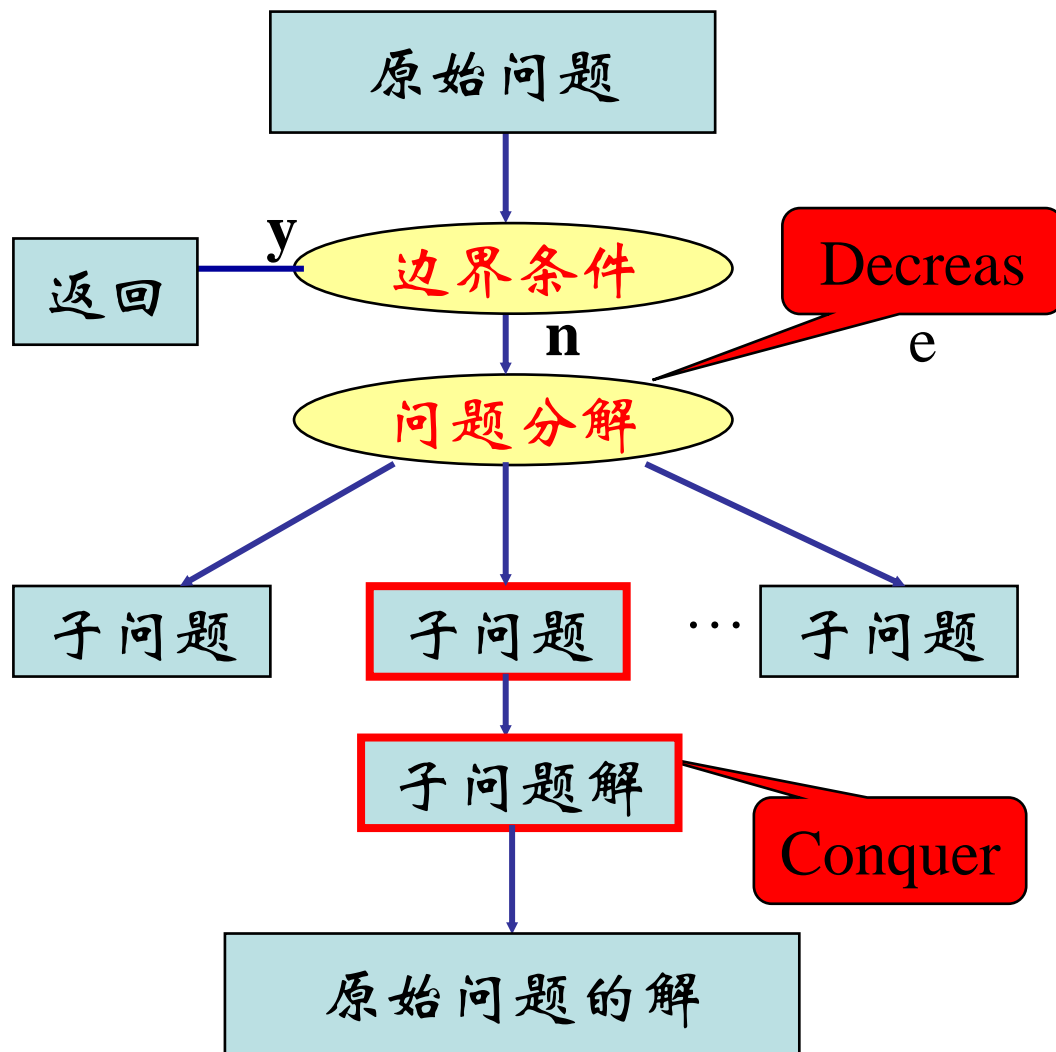 原始问题
y
边界条件
返回
Decreas
e
n
问题分解
子问题
子问题
…
子问题
子问题解
Conquer
原始问题的解